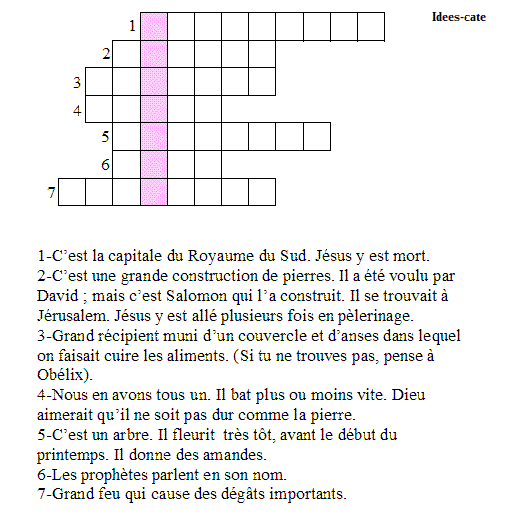 Idees-cate
1
2
3
4
5
6
7
1-C’est la capitale du Royaume du Sud. Jésus y est mort.
2-C’est une grande construction de pierres. Il a été voulu par
David ; mais c’est Salomon qui l’a construit. Il se trouvait à
Jérusalem. Jésus y est allé plusieurs fois en pèlerinage.
3-Grand récipient muni d’un couvercle et d’anses dans lequel
on faisait cuire les aliments. (Si tu ne trouves pas, pense à
Obélix).
4-Nous en avons tous un. Il bat plus ou moins vite. Dieu
aimerait qu’il ne soit pas dur comme la pierre.
5-C’est un arbre. Il fleurit  très tôt, avant le début du
printemps. Il donne des amandes.
6-Les prophètes parlent en son nom.
7-Grand feu qui cause des dégâts importants.